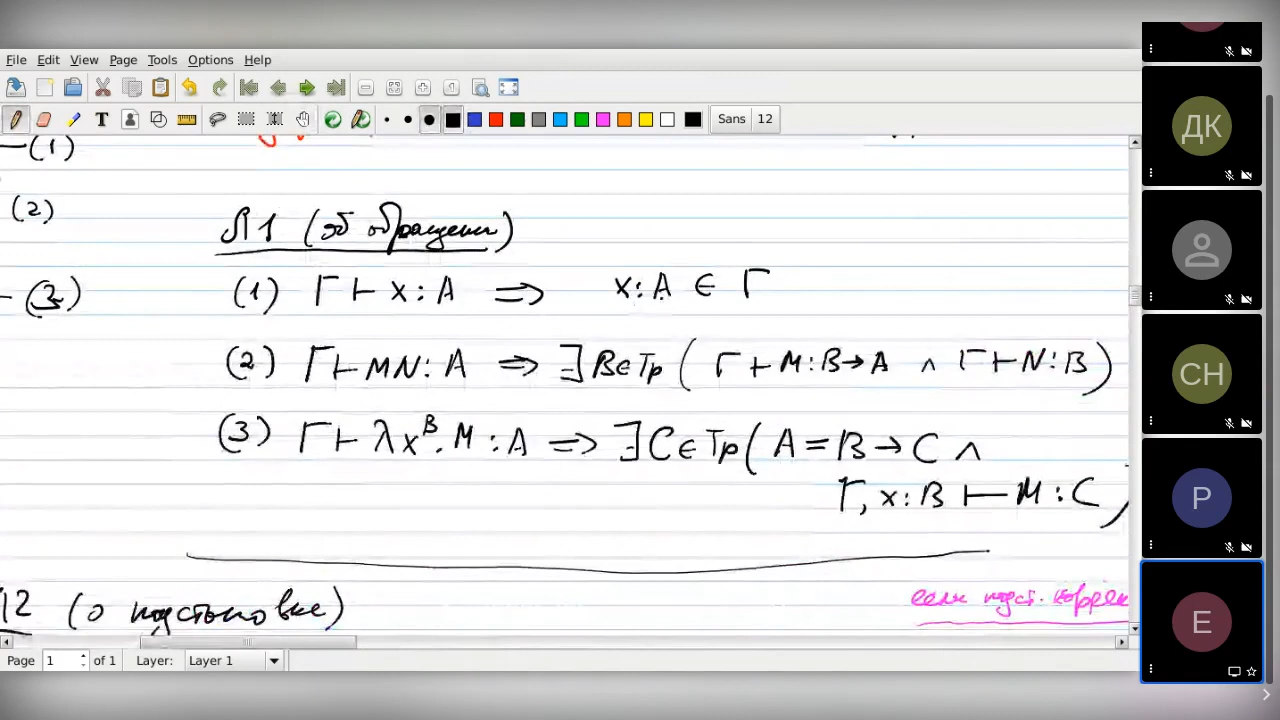 File Edit View Page Tools Options Help
Sans 12
(1)
(2)
Л1 (об обращении)
(1) Γ ⊢ x : A ⇒ x : A ∈ Γ
(3)
(2) Γ ⊢ MN : A ⇒ ∃ B ∈ Tp ( Γ ⊢ M : B → A ∧ Γ ⊢ N : B )
(3) Γ ⊢ λx^B . M : A ⇒ ∃ C ∈ Tp ( A = B → C ∧
Γ, x : B ⊢ M : C )
Л2 (о подстановке)
если подст. коррек
Page 1 of 1 Layer: Layer 1
ДК
СН
Р
Е